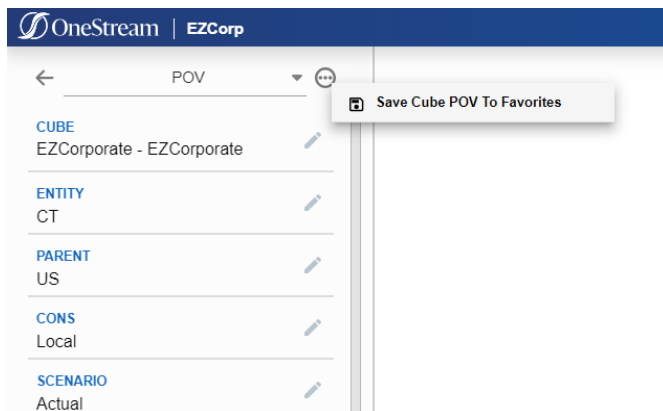 OneStream | EZCorp
POV
Save Cube POV To Favorites
CUBE
EZCorporate - EZCorporate
ENTITY
CT
PARENT
US
CONS
Local
SCENARIO
Actual